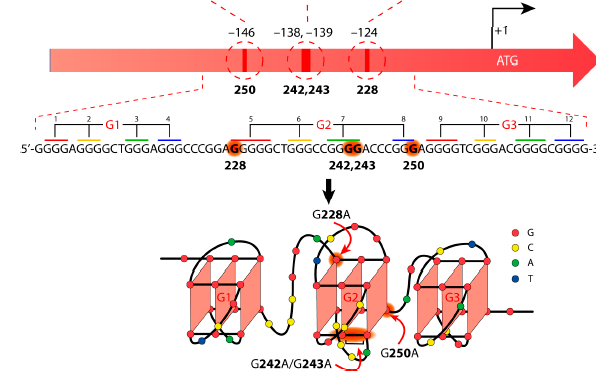 –146 –138, –139 –124 +1
ATG
250 242,243 228
1 2 G1 3 4 5 6 G2 7 8 9 10 G3 11 12
5'-GGGGAGGGGCTGGGAGGGCCCGGAGGGGGCTGGGCCGGGGACCCGGGAGGGGTCGGGACGGGGCGGGG-3
228 242,243 250
G228A
G
C
A
T
G1 G2 G3
G242A/G243A G250A